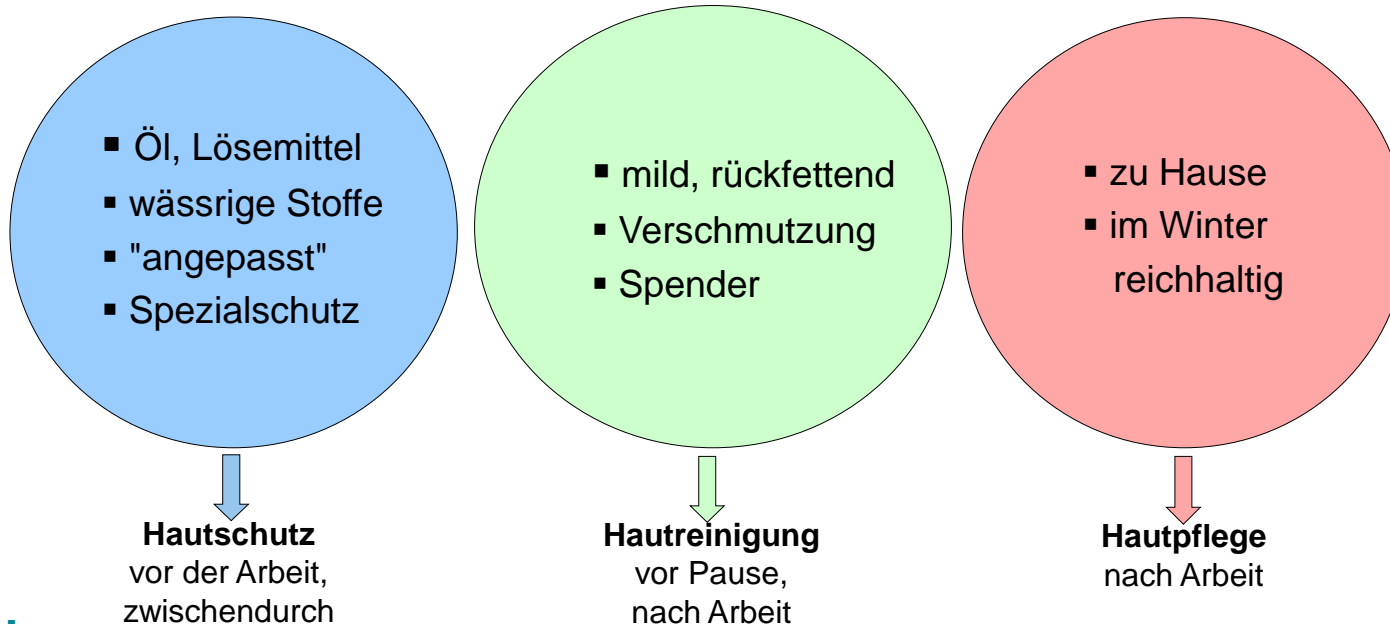 ▪ Öl, Lösemittel
▪ wässrige Stoffe
▪ "angepasst"
▪ Spezialschutz
▪ mild, rückfettend
▪ Verschmutzung
▪ Spender
▪ zu Hause
▪ im Winter
reichhaltig
Hautschutz
vor der Arbeit,
zwischendurch
Hautreinigung
vor Pause,
nach Arbeit
Hautpflege
nach Arbeit